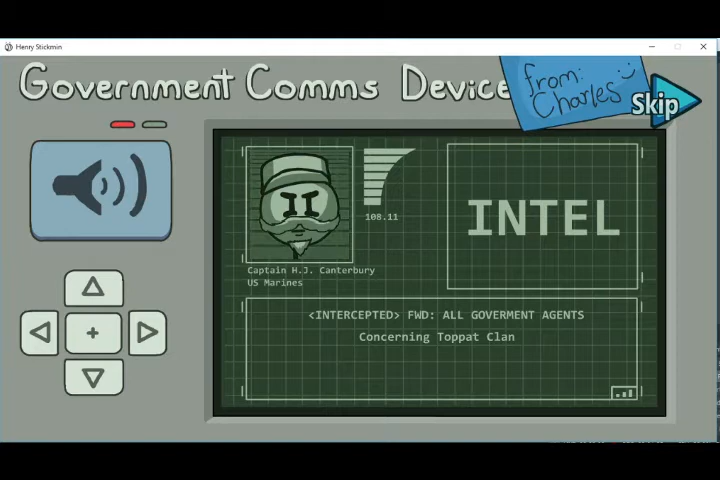 Henry Stickmin
Government Comms Device
from:
Charles
Skip
108.11
INTEL
Captain H.J. Canterbury
US Marines
<INTERCEPTED> FWD: ALL GOVERMENT AGENTS
Concerning Toppat Clan